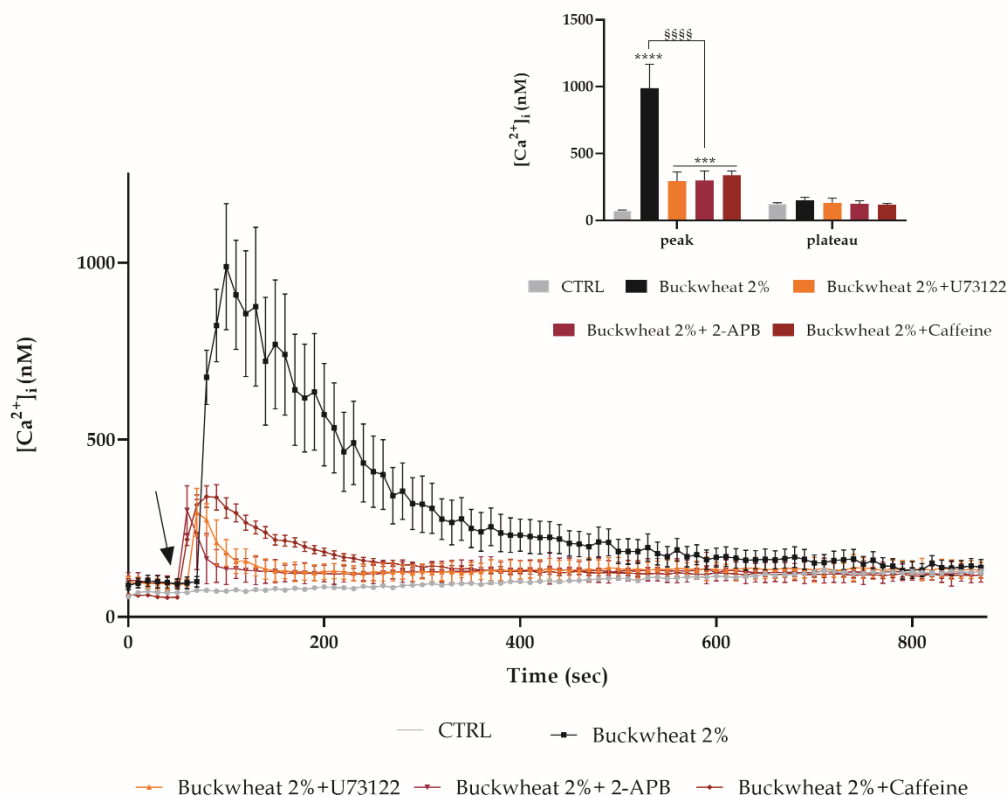 1500
§§§§
****
1000
[Ca²⁺]ᵢ (nM)
500
***
0
peak plateau
CTRL Buckwheat 2% Buckwheat 2%+U73122
Buckwheat 2%+ 2-APB Buckwheat 2%+Caffeine
1000
[Ca²⁺]ᵢ (nM)
500
0
0 200 400 600 800
Time (sec)
CTRL Buckwheat 2%
Buckwheat 2%+U73122 Buckwheat 2%+ 2-APB Buckwheat 2%+Caffeine